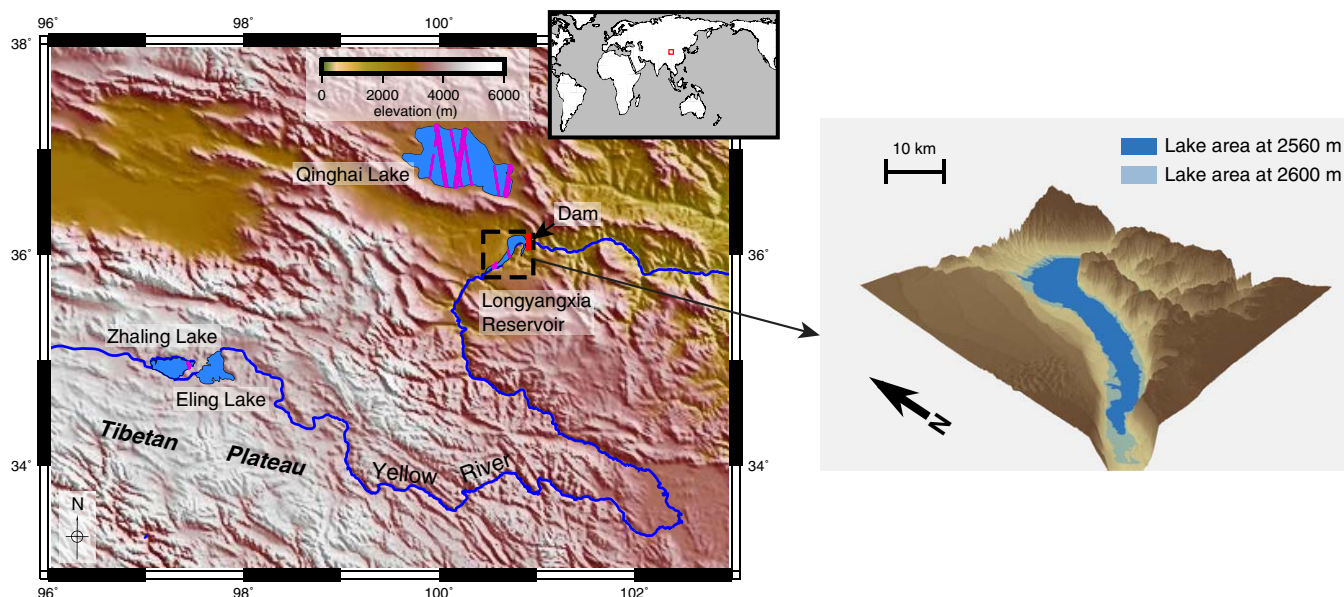 96˚
98˚
100˚
38˚
0
2000
4000
6000
elevation (m)
Qinghai Lake
Dam
36˚
36˚
Longyangxia
Reservoir
Zhaling Lake
Eling Lake
Tibetan
Plateau
34˚
34˚
Yellow River
N
96˚
98˚
100˚
102˚
10 km
Lake area at 2560 m
Lake area at 2600 m
N